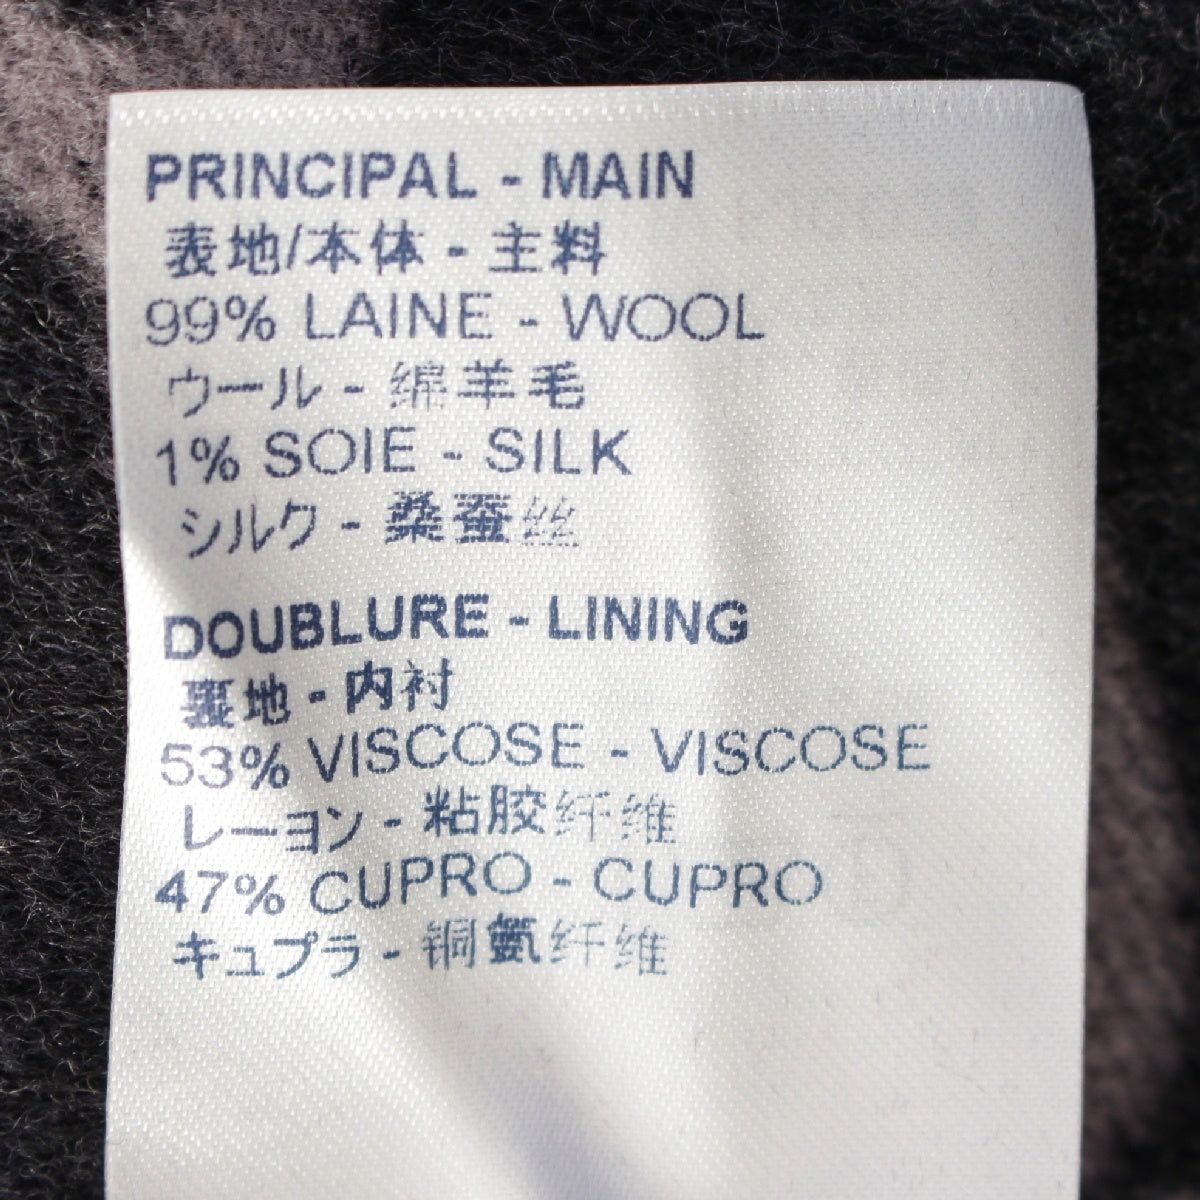 PRINCIPAL - MAIN
表地/本体 - 主料
99% LAINE - WOOL
ウール - 绵羊毛
1% SOIE - SILK
シルク - 桑蚕丝
DOUBLURE - LINING
裏地 - 内衬
53% VISCOSE - VISCOSE
レーヨン - 粘胶纤维
47% CUPRO - CUPRO
キュプラ - 铜氨纤维